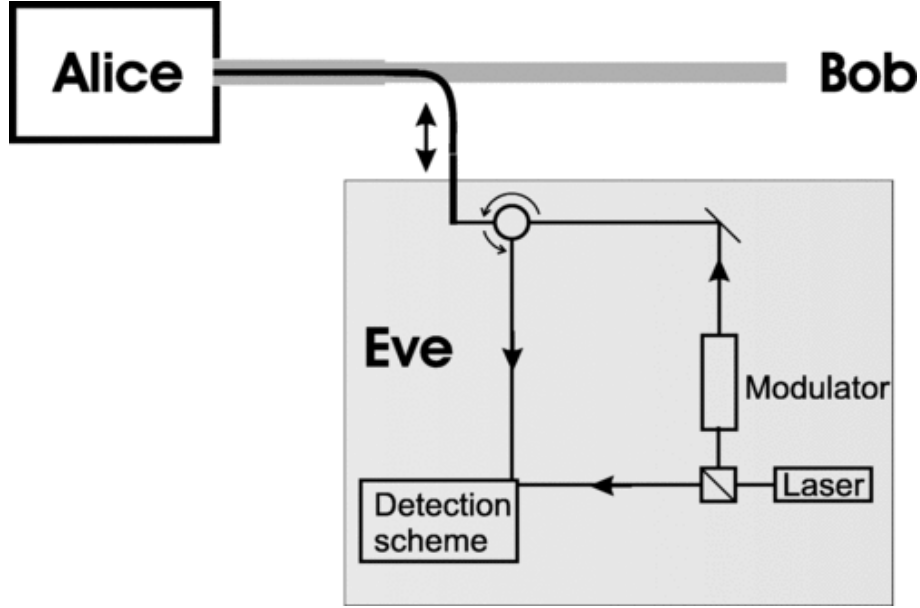 Alice
Bob
Eve
Modulator
Laser
Detection
scheme